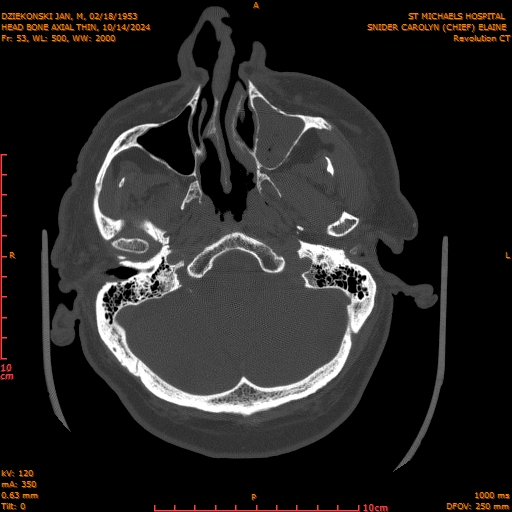 DZIEKONSKI JAN, M, 02/18/1953
HEAD BONE AXIAL THIN, 10/14/2024
Fr: 53, WL: 500, WW: 2000
A
ST MICHAELS HOSPITAL
SNIDER CAROLYN (CHIEF) ELAINE
Revolution CT
R
L
10
cm
kV: 120
mA: 350
0.63 mm
Tilt: 0
P
10cm
1000 ms
DFOV: 250 mm